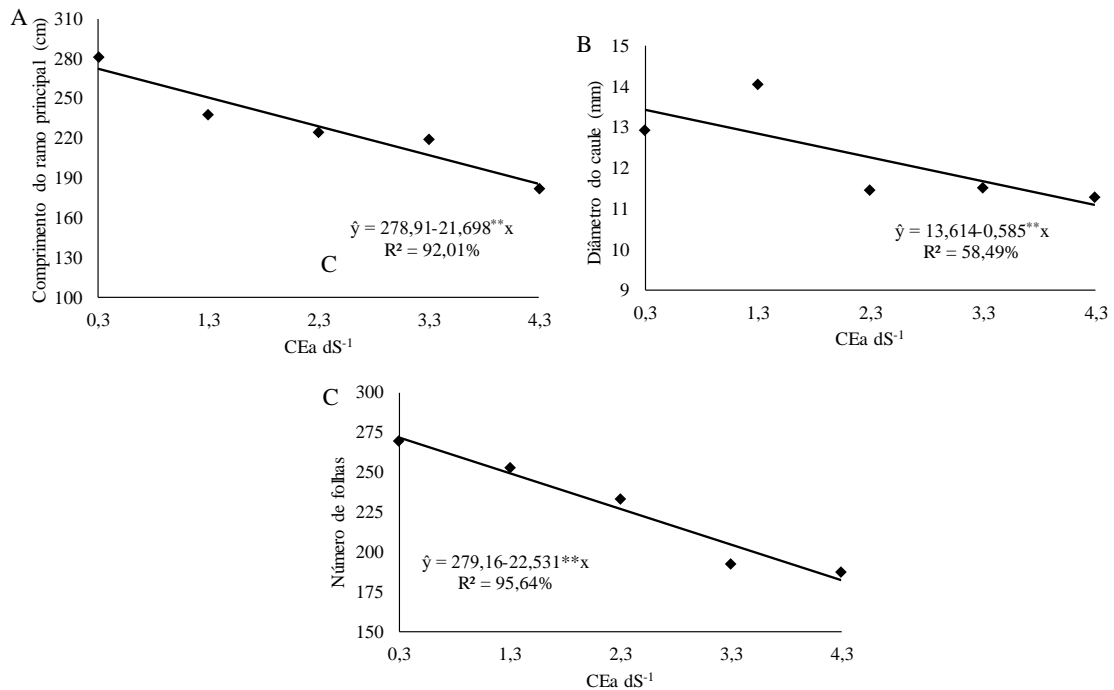 A
Comprimento do ramo principal (cm)
310
280
250
220
190
160
130
100
ŷ = 278,91-21,698**x
R² = 92,01%
C
0,3 1,3 2,3 3,3 4,3
CEa dS⁻¹
B
Diâmetro do caule (mm)
15
14
13
12
11
10
9
ŷ = 13,614-0,585**x
R² = 58,49%
0,3 1,3 2,3 3,3 4,3
CEa dS⁻¹
C
Número de folhas
300
275
250
225
200
175
150
ŷ = 279,16-22,531**x
R² = 95,64%
0,3 1,3 2,3 3,3 4,3
CEa dS⁻¹